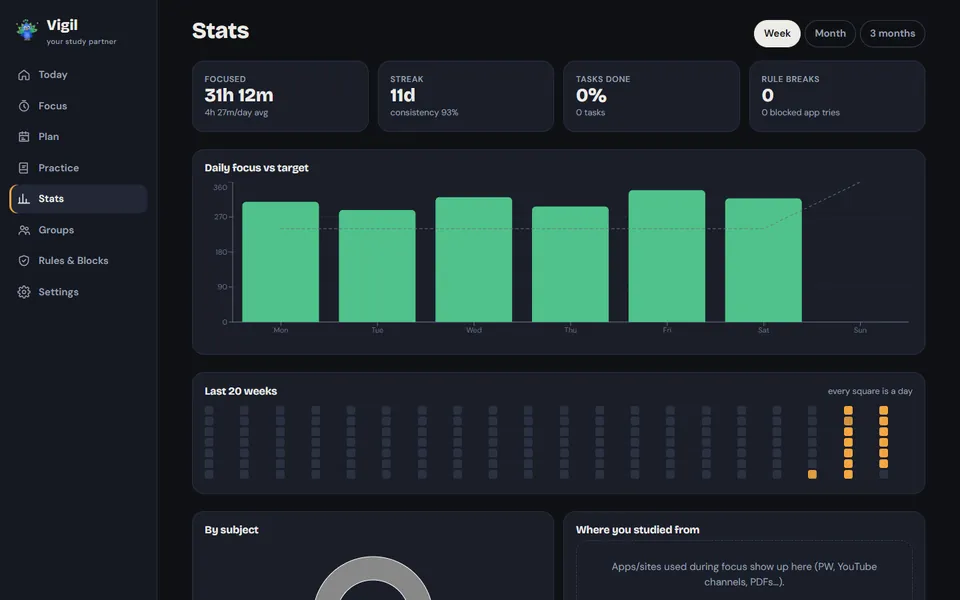 Vigil
your study partner
Today
Focus
Plan
Practice
Stats
Groups
Rules & Blocks
Settings
Stats
Week
Month
3 months
FOCUSED
31h 12m
4h 27m/day avg
STREAK
11d
consistency 93%
TASKS DONE
0%
0 tasks
RULE BREAKS
0
0 blocked app tries
Daily focus vs target
360
270
180
90
0
Mon
Tue
Wed
Thu
Fri
Sat
Sun
Last 20 weeks
every square is a day
By subject
Where you studied from
Apps/sites used during focus show up here (PW, YouTube
channels, PDFs…).